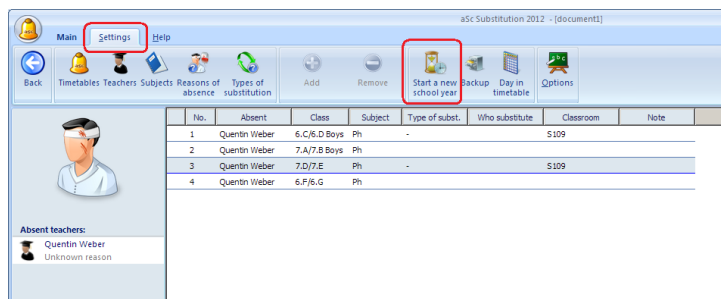 aSc Substitution 2012 - [document1]
Main Settings Help
Back Timetables Teachers Subjects Reasons of absence Types of substitution Add Remove Start a new school year Backup Day in timetable Options
No. Absent Class Subject Type of subst. Who substitute Classroom Note
1 Quentin Weber 6.C/6.D Boys Ph - S109
2 Quentin Weber 7.A/7.B Boys Ph
3 Quentin Weber 7.D/7.E Ph - S109
4 Quentin Weber 6.F/6.G Ph
Absent teachers:
Quentin Weber
Unknown reason